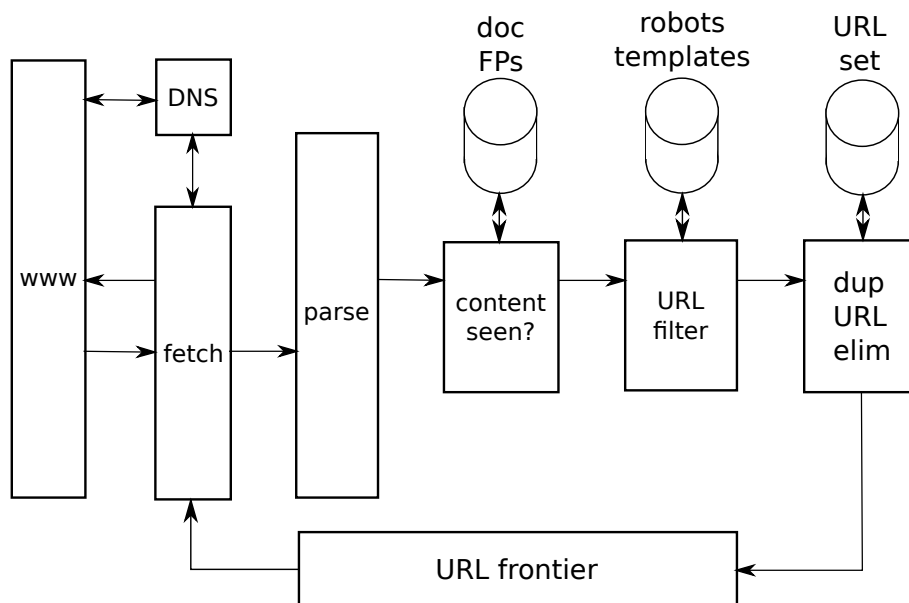 doc
FPs
robots
templates
URL
set
DNS
www
fetch
parse
content
seen?
URL
filter
dup
URL
elim
URL frontier